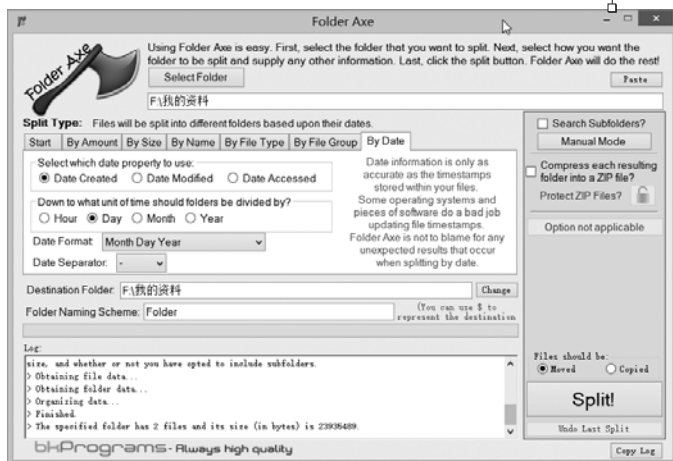 Folder Axe
Folder Axe
Using Folder Axe is easy. First, select the folder that you want to split. Next, select how you want the
folder to be split and supply any other information. Last, click the split button. Folder Axe will do the rest!
Select Folder
Paste
F:\我的资料
Split Type: Files will be split into different folders based upon their dates.
Start By Amount By Size By Name By File Type By File Group By Date
Select which date property to use:
Date Created Date Modified Date Accessed
Down to what unit of time should folders be divided by?
Hour Day Month Year
Date Format: Month Day Year
Date Separator: -
Date information is only as
accurate as the timestamps
stored within your files.
Some operating systems and
pieces of software do a bad job
updating file timestamps.
Folder Axe is not to blame for any
unexpected results that occur
when splitting by date.
Search Subfolders?
Manual Mode
Compress each resulting
folder into a ZIP file?
Protect ZIP Files?
Option not applicable
Destination Folder: F:\我的资料
Change
Folder Naming Scheme: Folder
(You can use $ to
represent the destination
Log:
size, and whether or not you have opted to include subfolders.
> Obtaining file data...
> Obtaining folder data...
> Organizing data...
> Finished.
> The specified folder has 2 files and its size (in bytes) is 23936489.
Files should be:
Moved Copied
Split!
Undo Last Split
bkPrograms - Always high quality
Copy Log